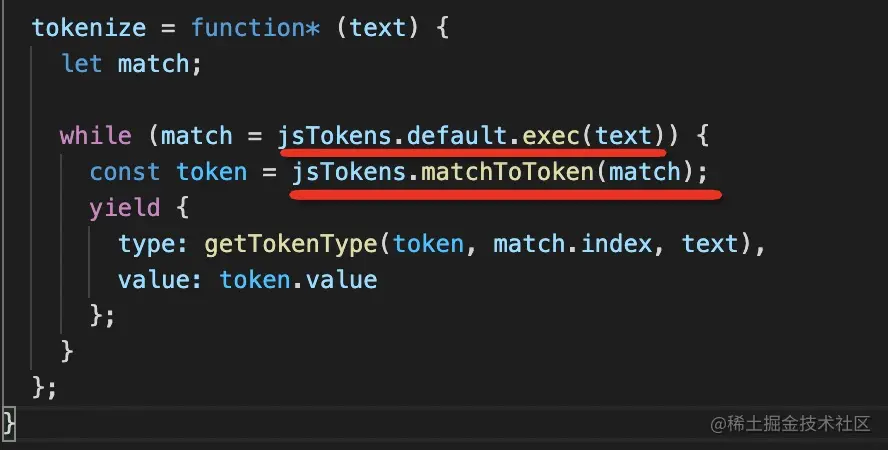 tokenize = function* (text) {
let match;
while (match = jsTokens.default.exec(text)) {
const token = jsTokens.matchToToken(match);
yield {
type: getTokenType(token, match.index, text),
value: token.value
};
}
};
}
@稀土掘金技术社区